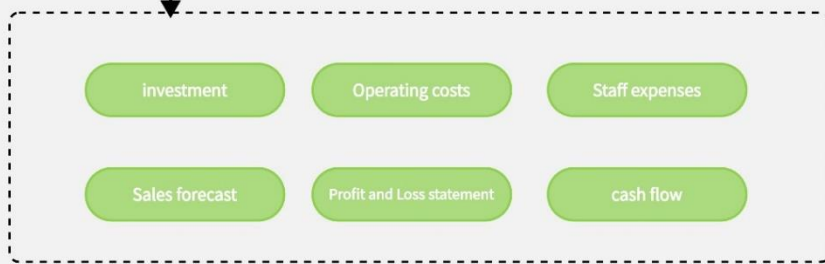 investment
Operating costs
Staff expenses
Sales forecast
Profit and Loss statement
cash flow